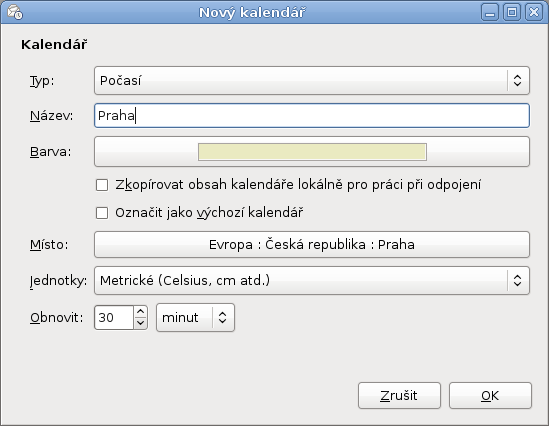 Nový kalendář
Kalendář
Typ: Počasí
Název: Praha
Barva:
Zkopírovat obsah kalendáře lokálně pro práci při odpojení
Označit jako výchozí kalendář
Místo: Evropa : Česká republika : Praha
Jednotky: Metrické (Celsius, cm atd.)
Obnovit: 30 minut
Zrušit OK